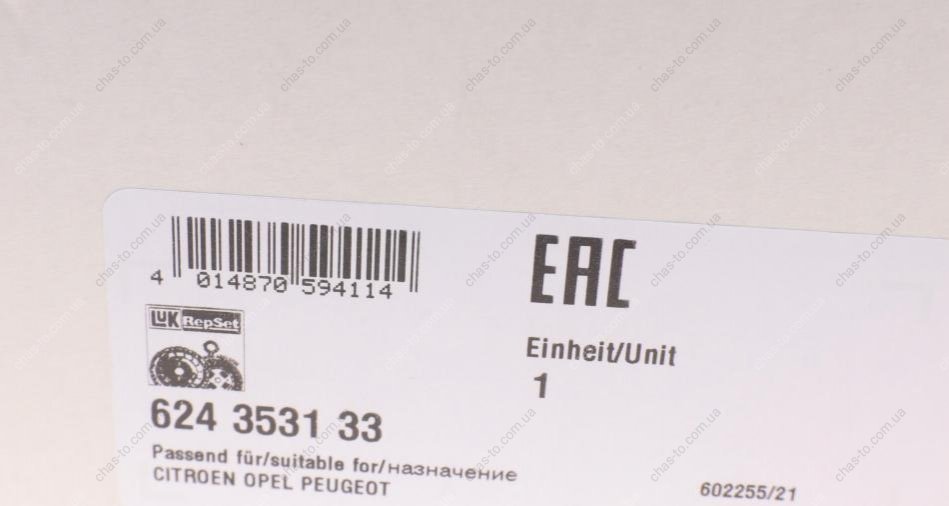 4 014870 594114
EAC
LUK RepSet
Einheit/Unit
1
624 3531 33
Passend für/suitable for/назначение
CITROEN OPEL PEUGEOT
602255/21
chas-to.com.ua